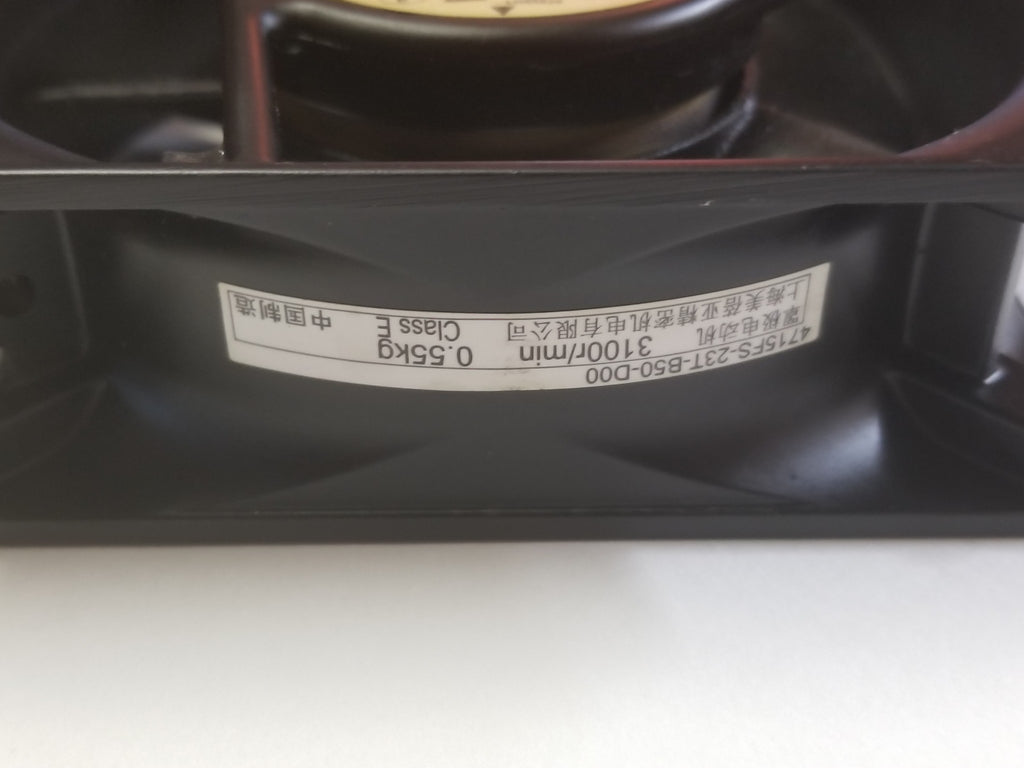 4715FS-23T-B50-D00
罩极电动机 3100r/min 0.55kg
Class E
上海美蓓亚精密机电有限公司 中国制造